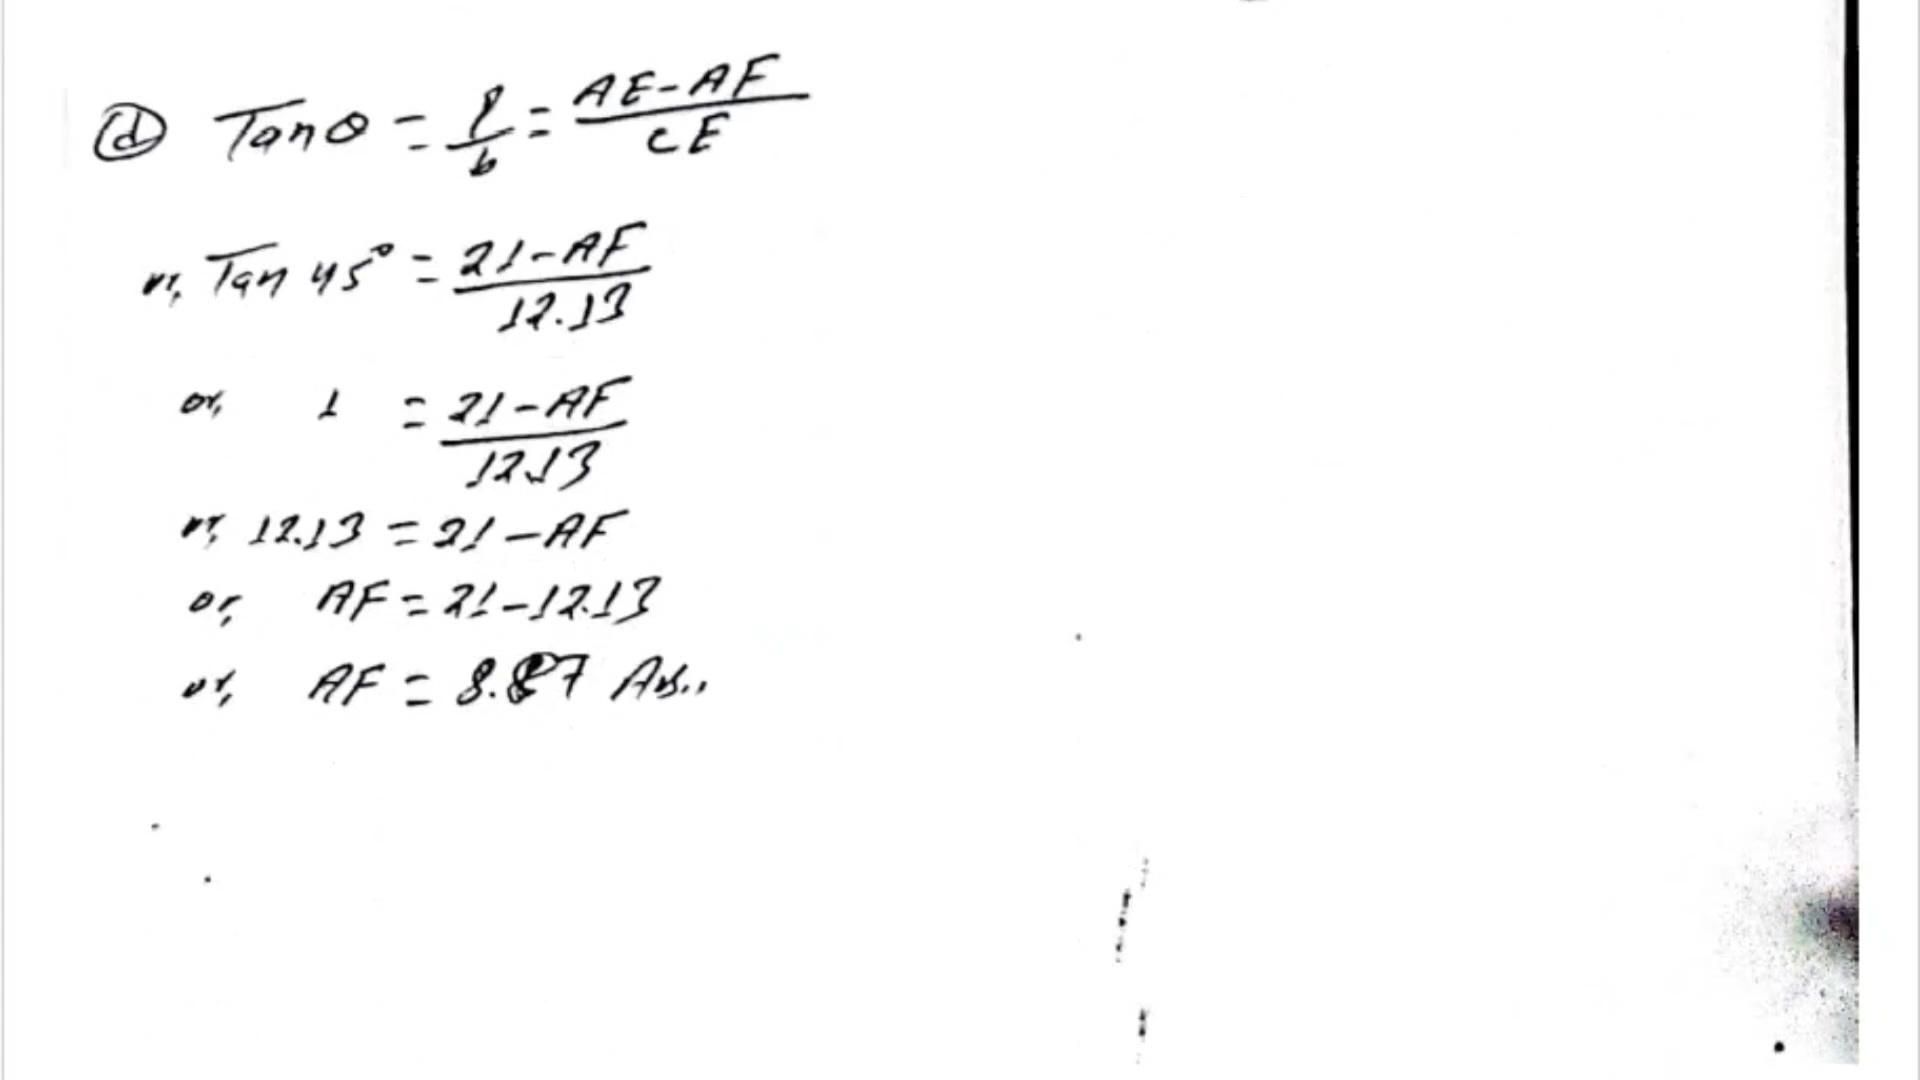 ⓓ Tanθ = p/b = AE-AF/CE
or, Tan 45° = 21-AF/12.13
or, 1 = 21-AF/12.13
or, 12.13 = 21-AF
or, AF = 21-12.13
or, AF = 8.87 Ans.,